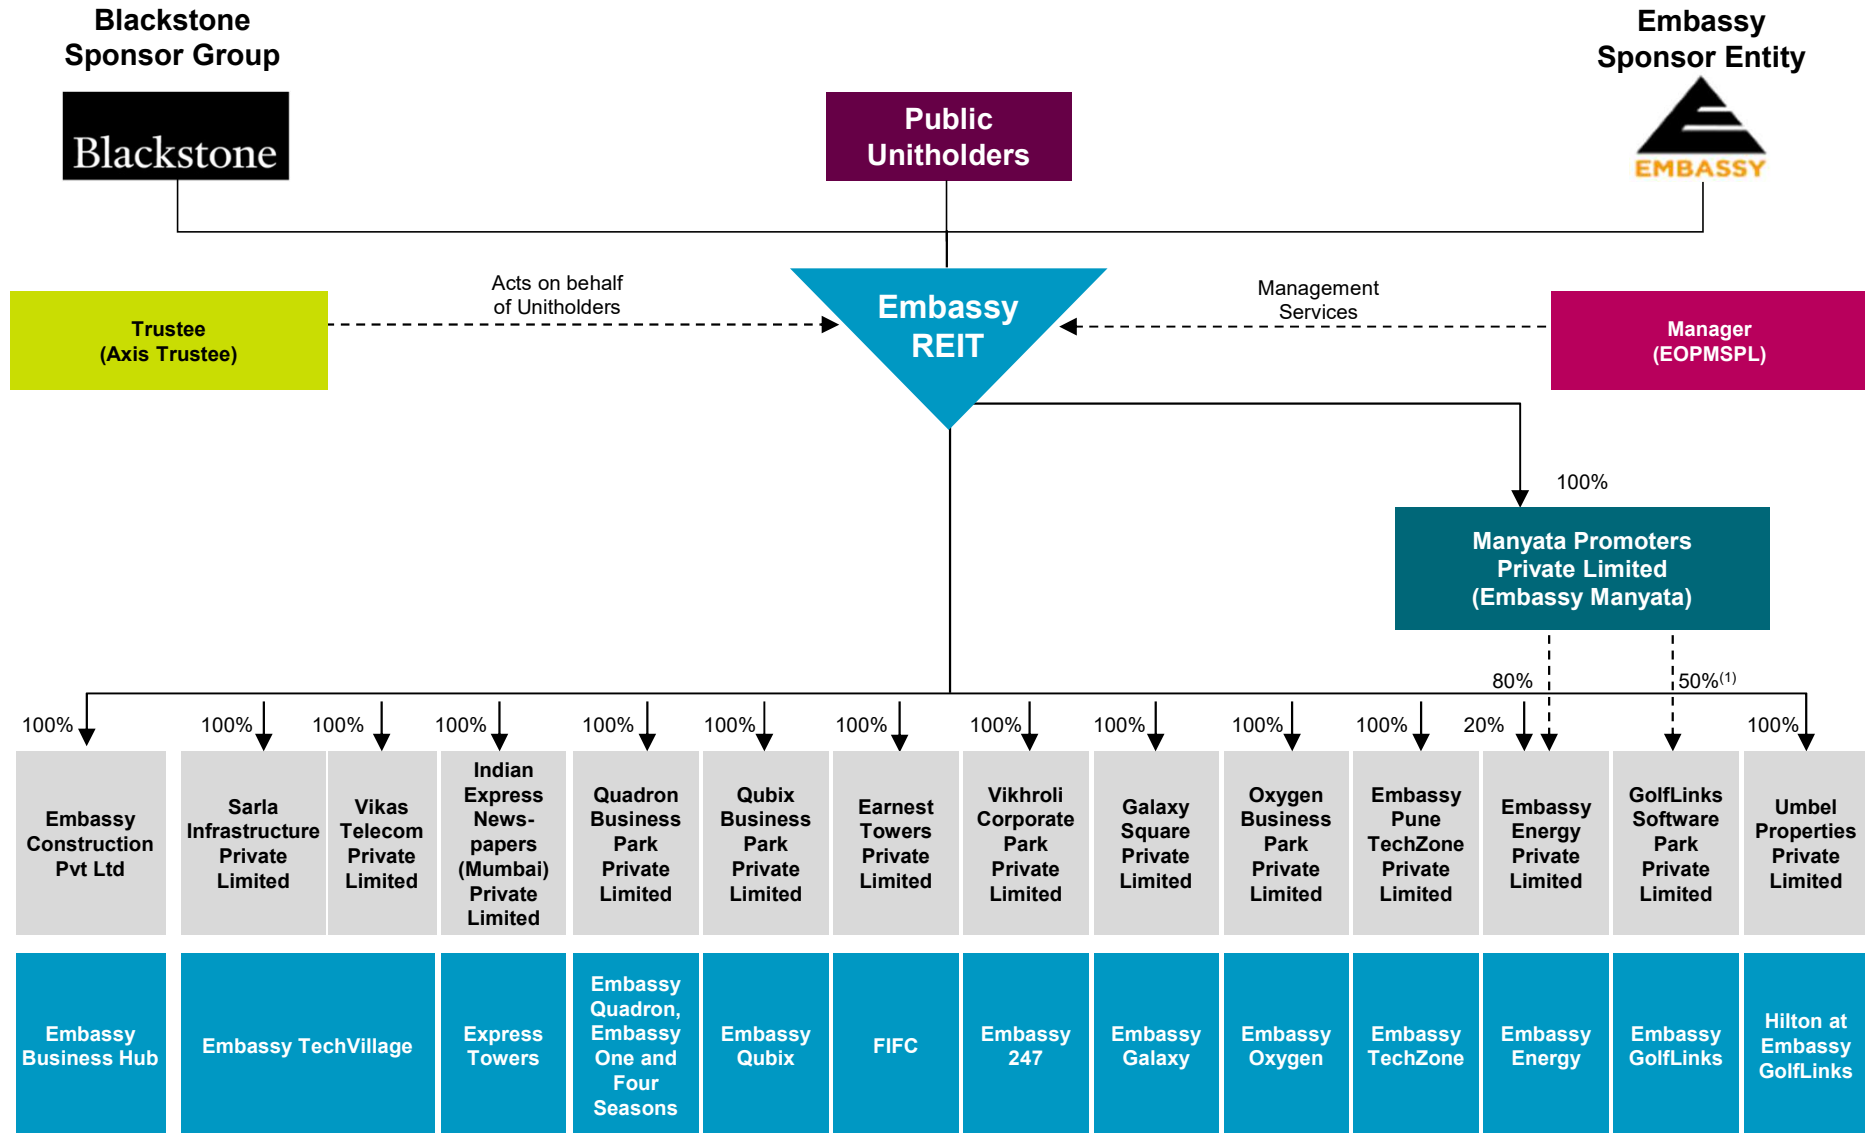 Blackstone
Sponsor Group
Blackstone
Public
Unitholders
Embassy
Sponsor Entity
EMBASSY
Trustee
(Axis Trustee)
Acts on behalf
of Unitholders
Embassy
REIT
Management
Services
Manager
(EOPMSPL)
100%
Manyata Promoters
Private Limited
(Embassy Manyata)
80%
50%(1)
100%
100%
100%
100%
100%
100%
100%
100%
100%
100%
100%
20%
100%
Embassy
Construction
Pvt Ltd
Sarla
Infrastructure
Private
Limited
Vikas
Telecom
Private
Limited
Indian
Express
News-
papers
(Mumbai)
Private
Limited
Quadron
Business
Park
Private
Limited
Qubix
Business
Park
Private
Limited
Earnest
Towers
Private
Limited
Vikhroli
Corporate
Park
Private
Limited
Galaxy
Square
Private
Limited
Oxygen
Business
Park
Private
Limited
Embassy
Pune
TechZone
Private
Limited
Embassy
Energy
Private
Limited
GolfLinks
Software
Park
Private
Limited
Umbel
Properties
Private
Limited
Embassy
Business Hub
Embassy TechVillage
Express
Towers
Embassy
Quadron,
Embassy
One and
Four
Seasons
Embassy
Qubix
FIFC
Embassy
247
Embassy
Galaxy
Embassy
Oxygen
Embassy
TechZone
Embassy
Energy
Embassy
GolfLinks
Hilton at
Embassy
GolfLinks